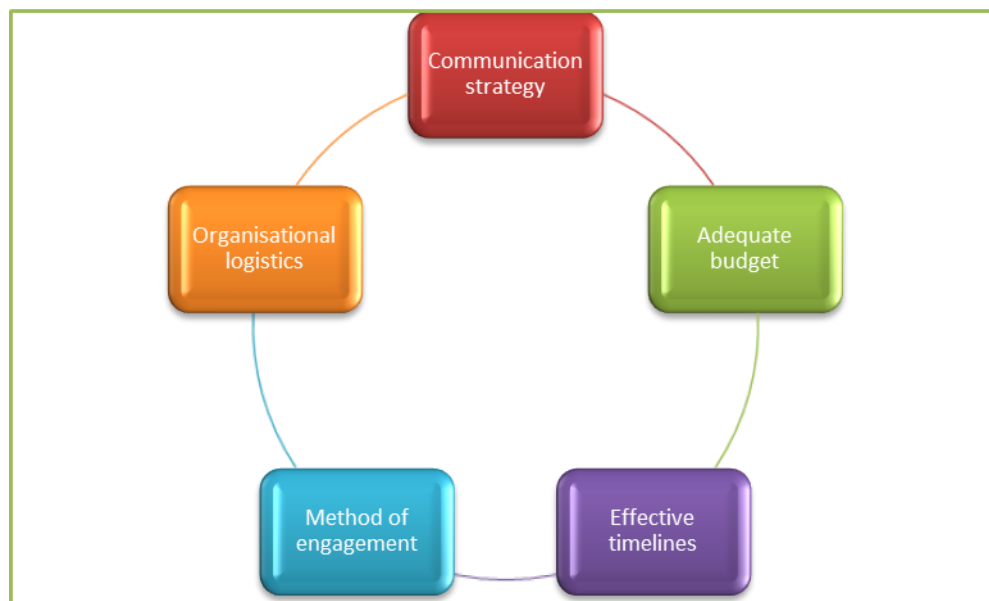 Communication
strategy
Adequate
budget
Effective
timelines
Method of
engagement
Organisational
logistics